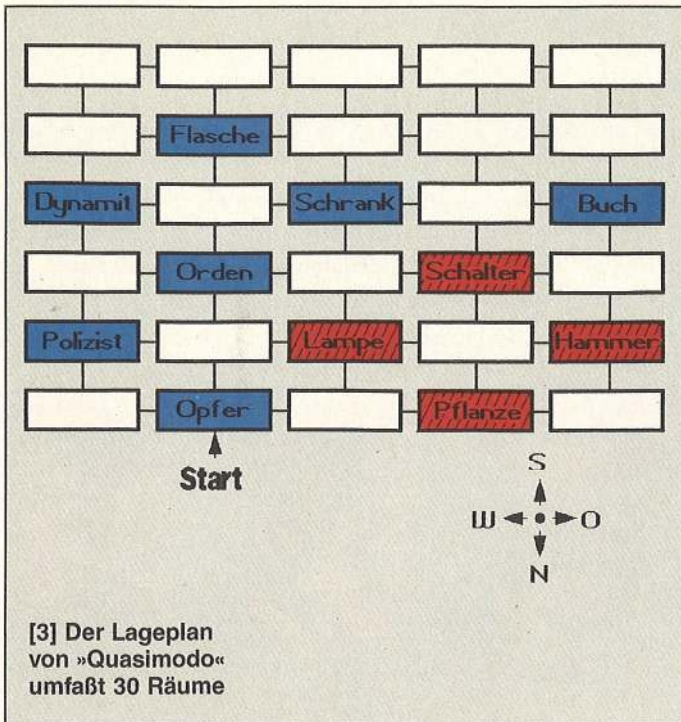 Flasche
Dynamit Schrank Buch
Orden Schalter
Polizist Lampe Hammer
Opfer Pflanze
Start
S
W O
N
[3] Der Lageplan
von »Quasimodo«
umfaßt 30 Räume